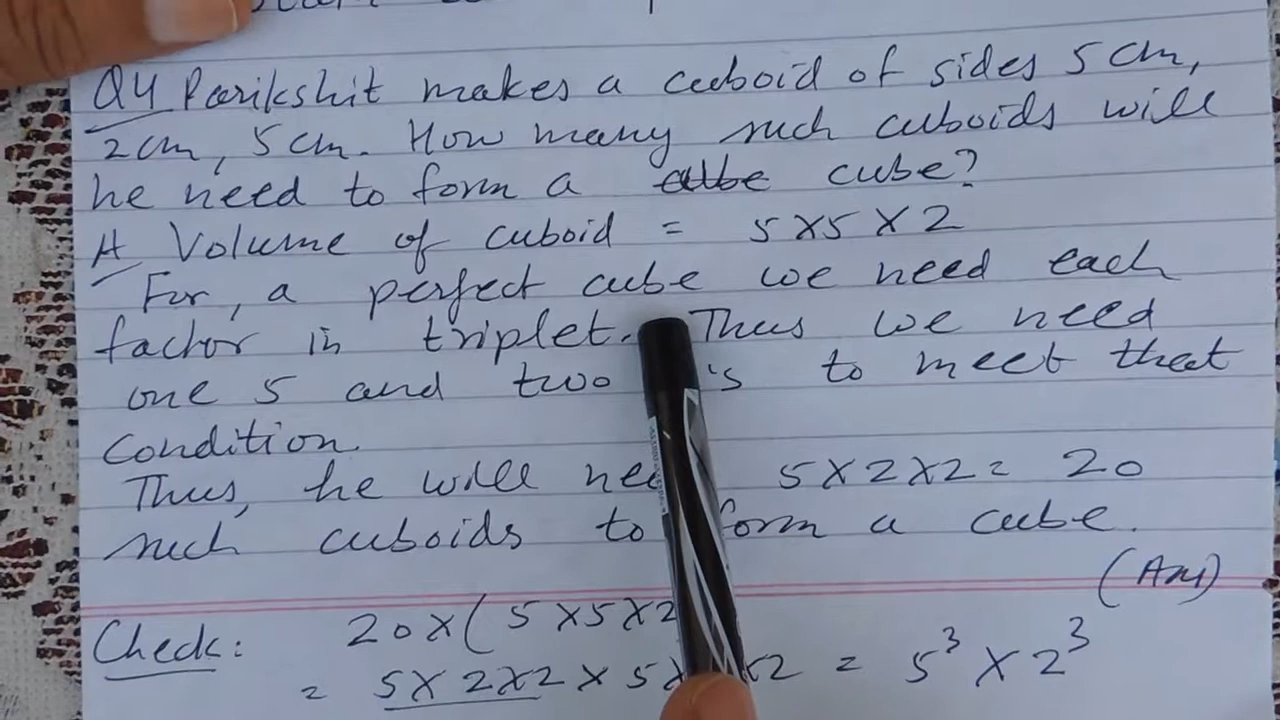 Q4 Parikshit makes a cuboid of sides 5 cm,
2 cm, 5 cm. How many such cuboids will
he need to form a cube?
A Volume of cuboid = 5 X 5 X 2
For, a perfect cube we need each
factor in triplet. Thus we need
one 5 and two 's to meet that
condition.
Thus, he will nee 5 X 2 X 2 = 20
such cuboids to form a cube.
(Ans)
Check: 20 X ( 5 X 5 X 2
= 5 X 2 X 2 X 5 X X 2 = 5³ X 2³